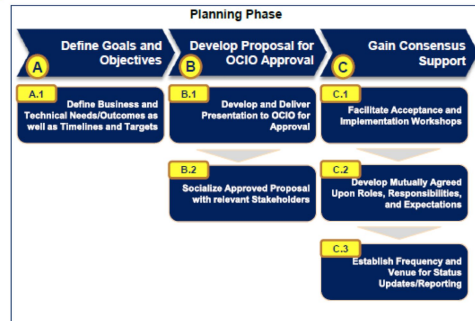 Planning Phase
A
Define Goals and
Objectives
B
Develop Proposal for
OCIO Approval
C
Gain Consensus
Support
A.1
Define Business and
Technical Needs/Outcomes as
well as Timelines and Targets
B.1
Develop and Deliver
Presentation to OCIO for
Approval
B.2
Socialize Approved Proposal
with relevant Stakeholders
C.1
Facilitate Acceptance and
Implementation Workshops
C.2
Develop Mutually Agreed
Upon Roles, Responsibilities,
and Expectations
C.3
Establish Frequency and
Venue for Status
Updates/Reporting